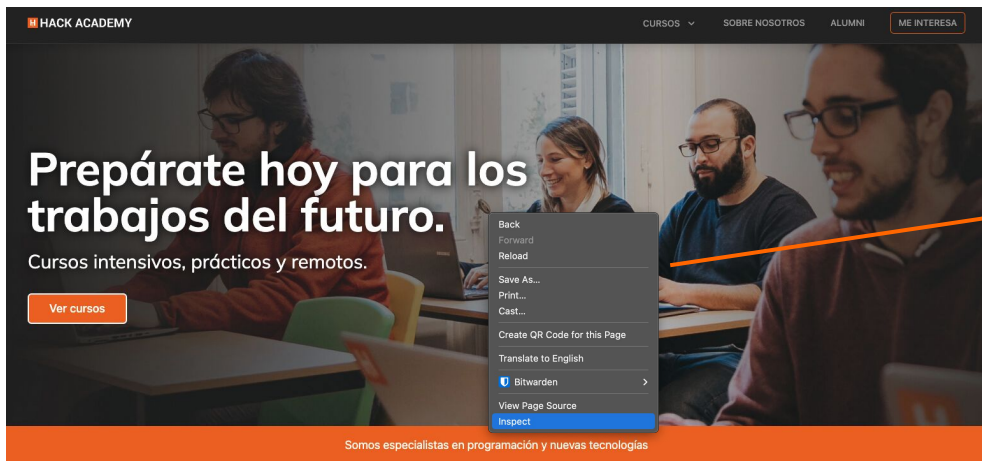 H HACK ACADEMY
CURSOS SOBRE NOSOTROS ALUMNI ME INTERESA
Prepárate hoy para los
trabajos del futuro.
Cursos intensivos, prácticos y remotos.
Ver cursos
Back
Forward
Reload
Save As...
Print...
Cast...
Create QR Code for this Page
Translate to English
Bitwarden
View Page Source
Inspect
Somos especialistas en programación y nuevas tecnologías